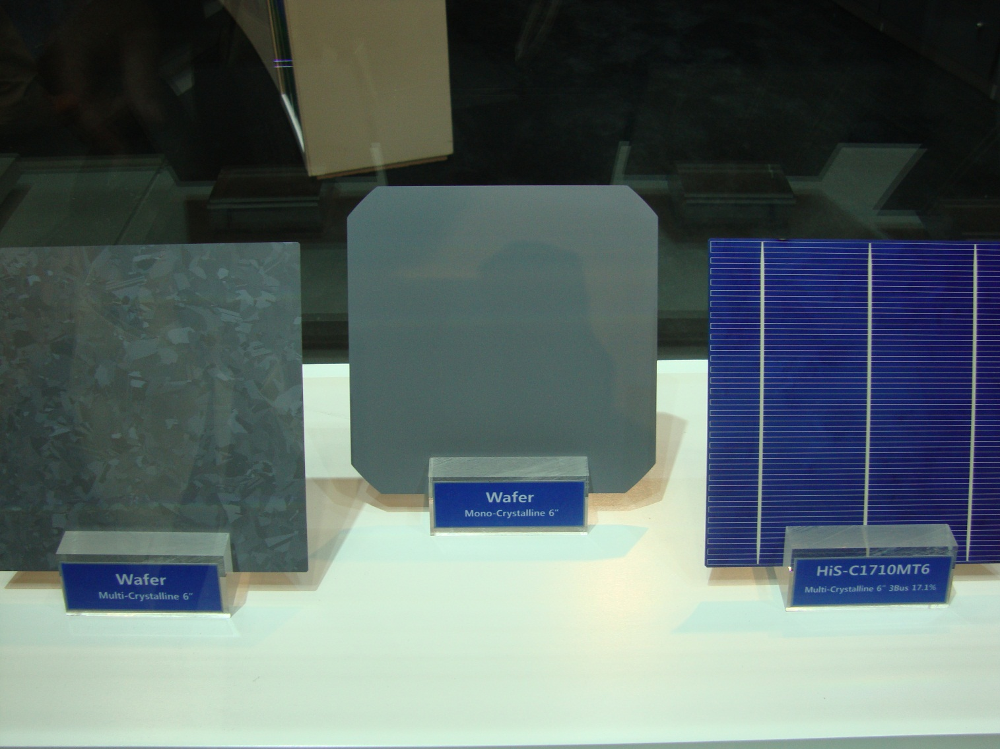 Wafer
Multi-Crystalline 6"
Wafer
Mono-Crystalline 6"
HiS-C1710MT6
Multi-Crystalline 6" 3Bus 17.1%